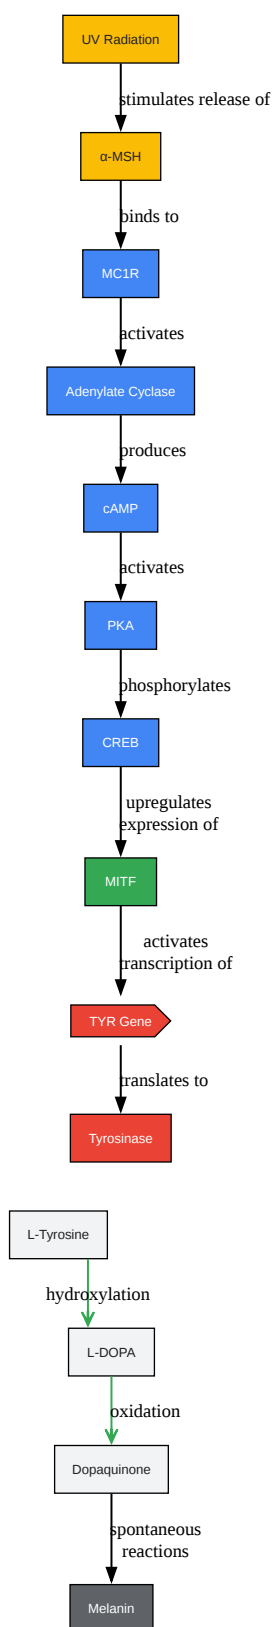 UV Radiation
stimulates release of
α-MSH
binds to
MC1R
activates
Adenylate Cyclase
produces
cAMP
activates
PKA
phosphorylates
CREB
upregulates
expression of
MITF
activates
transcription of
TYR Gene
translates to
Tyrosinase
L-Tyrosine
hydroxylation
L-DOPA
oxidation
Dopaquinone
spontaneous
reactions
Melanin